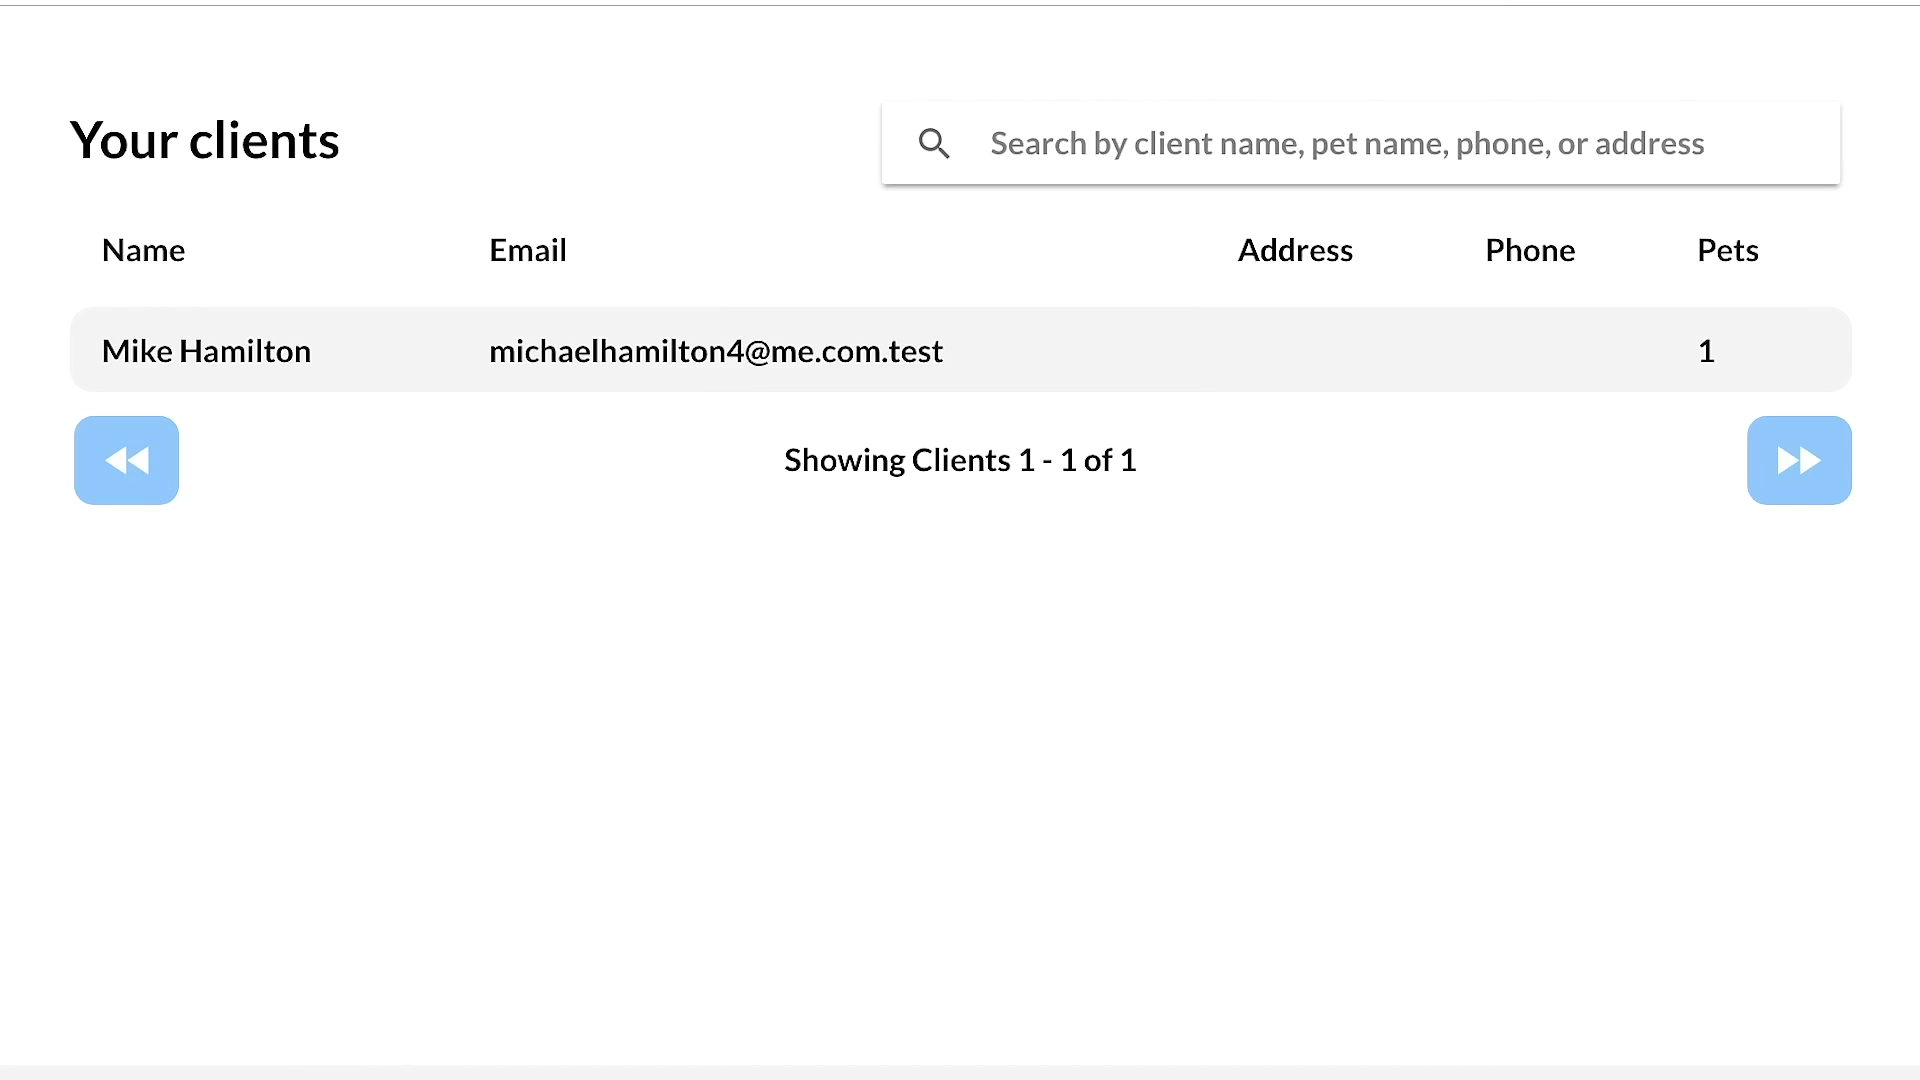 Your clients
Search by client name, pet name, phone, or address
Name Email Address Phone Pets
Mike Hamilton michaelhamilton4@me.com.test 1
Showing Clients 1 - 1 of 1